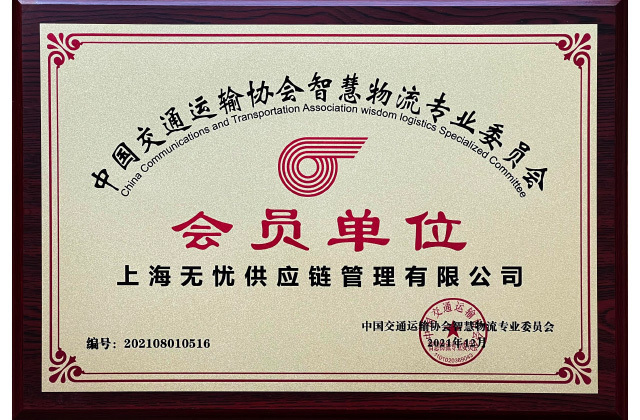 中国交通运输协会智慧物流专业委员会
China Communications and Transportation Association wisdom logistics Specialized Committee
会员单位
上海无忧供应链管理有限公司
中国交通运输协会智慧物流专业委员会
编号：202108010516
2021年12月